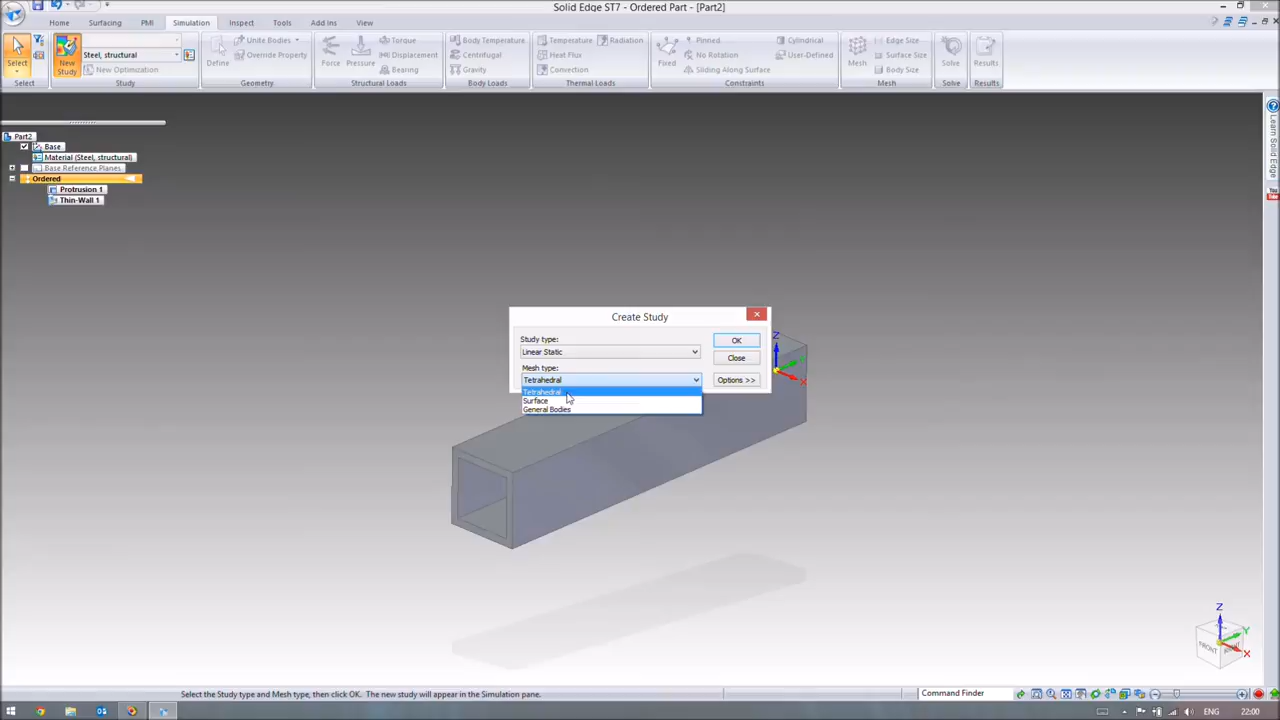 Solid Edge ST7 - Ordered Part - [Part2]
Home Surfacing PMI Simulation Inspect Tools Add ins View
Select
Select
New Study
Steel, structural
New Optimization
Study
Define
Unite Bodies
Override Property
Geometry
Force
Pressure
Torque
Displacement
Bearing
Structural Loads
Body Temperature
Centrifugal
Gravity
Body Loads
Temperature
Radiation
Heat Flux
Convection
Thermal Loads
Fixed
Pinned
No Rotation
Sliding Along Surface
Cylindrical
User-Defined
Constraints
Mesh
Edge Size
Surface Size
Body Size
Mesh
Solve
Solve
Results
Results
Part2
Base
Material (Steel, structural)
Base Reference Planes
Ordered
Protrusion 1
Thin-Wall 1
Learn Solid Edge
You
Create Study
Study type:
Linear Static
OK
Close
Mesh type:
Tetrahedral
Options >>
Tetrahedral
Surface
General Bodies
Z
Y
X
Z
Y
X
FRONT
Select the Study type and Mesh type, then click OK. The new study will appear in the Simulation pane.
Command Finder
ENG
22:00